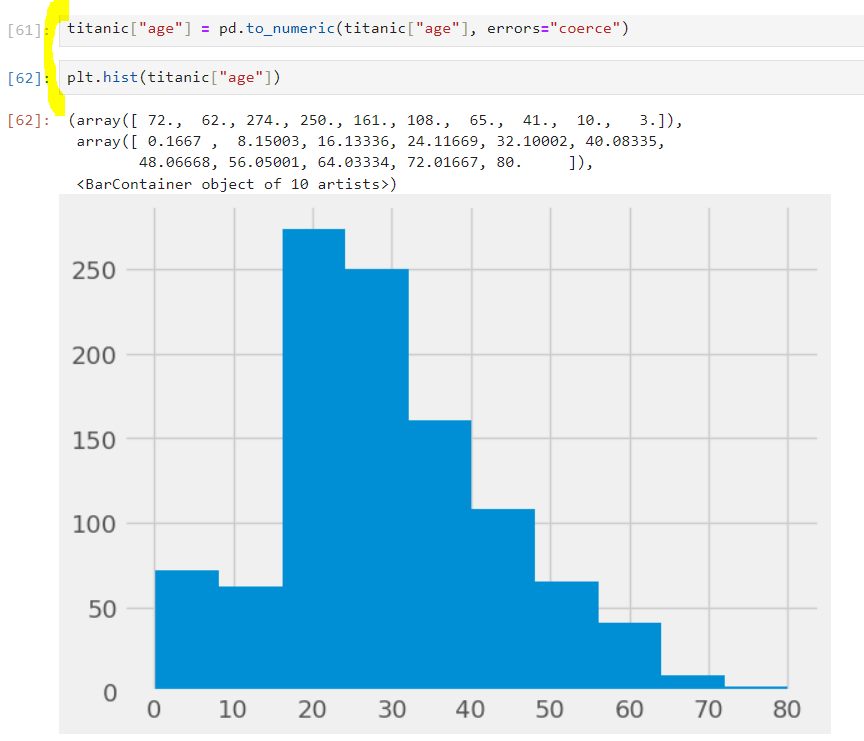 [61]: titanic["age"] = pd.to_numeric(titanic["age"], errors="coerce")
[62]: plt.hist(titanic["age"])
[62]: (array([ 72.,  62., 274., 250., 161., 108.,  65.,  41.,  10.,   3.]),
array([ 0.1667 ,  8.15003, 16.13336, 24.11669, 32.10002, 40.08335,
48.06668, 56.05001, 64.03334, 72.01667, 80.     ]),
<BarContainer object of 10 artists>)
250
200
150
100
50
0
0 10 20 30 40 50 60 70 80